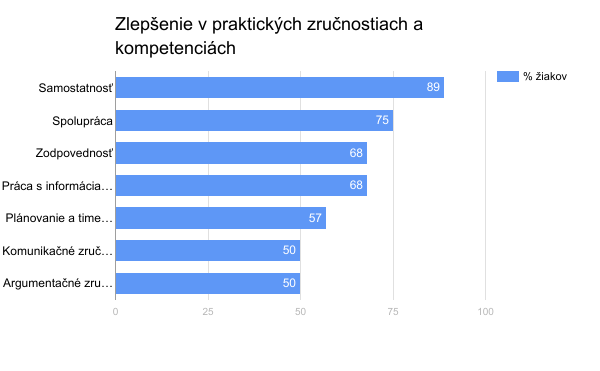 Zlepšenie v praktických zručnostiach a
kompetenciách
% žiakov
Samostatnosť 89
Spolupráca 75
Zodpovednosť 68
Práca s informácia… 68
Plánovanie a time… 57
Komunikačné zruč… 50
Argumentačné zru… 50
0 25 50 75 100